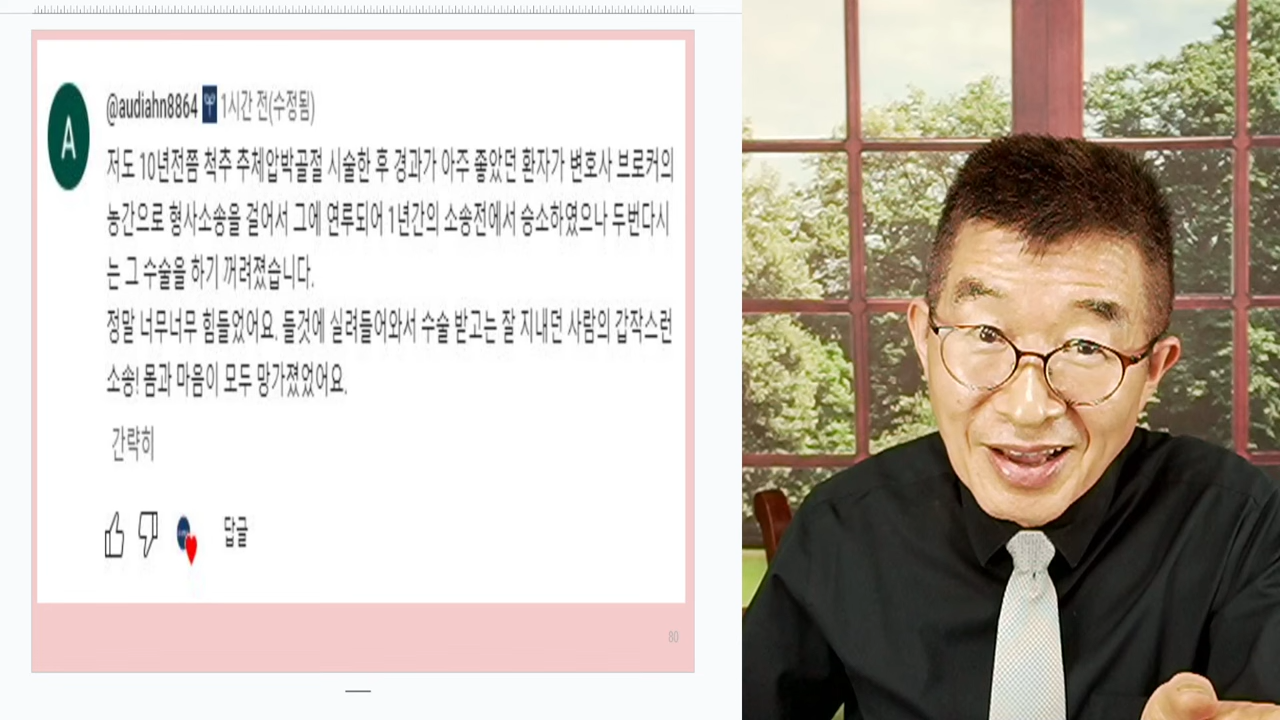 A
@audiahn8864 1시간 전(수정됨)
저도 10년전쯤 척추 추체압박골절 시술한 후 경과가 아주 좋았던 환자가 변호사 브로커의
농간으로 형사소송을 걸어서 그에 연루되어 1년간의 소송전에서 승소하였으나 두번다시
는 그 수술을 하기 꺼려졌습니다.
정말 너무너무 힘들었어요. 들것에 실려들어와서 수술 받고는 잘 지내던 사람의 갑작스런
소송! 몸과 마음이 모두 망가졌었어요.
간략히
답글
80